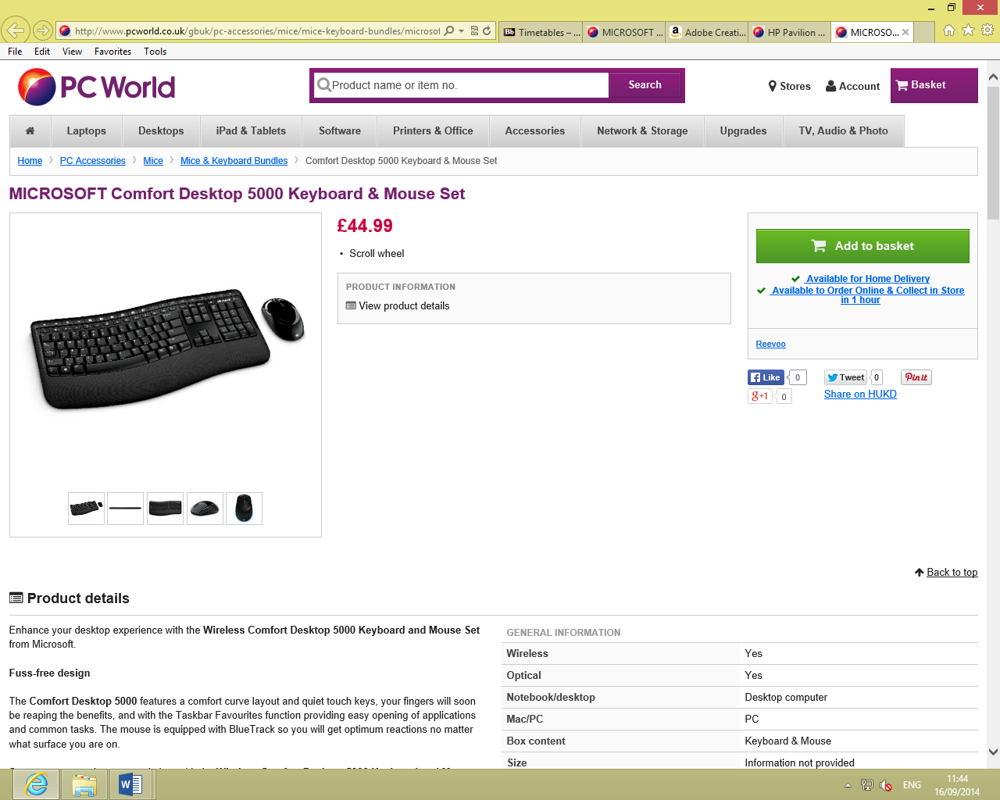 http://www.pcworld.co.uk/gbuk/pc-accessories/mice/mice-keyboard-bundles/microsof
Bb Timetables – ...
MICROSOFT ...
a Adobe Creati...
HP Pavilion ...
MICROSO...
File Edit View Favorites Tools
PC World
Product name or item no.
Search
Stores
Account
Basket
Laptops
Desktops
iPad & Tablets
Software
Printers & Office
Accessories
Network & Storage
Upgrades
TV, Audio & Photo
Home > PC Accessories > Mice > Mice & Keyboard Bundles > Comfort Desktop 5000 Keyboard & Mouse Set
MICROSOFT Comfort Desktop 5000 Keyboard & Mouse Set
£44.99
• Scroll wheel
PRODUCT INFORMATION
View product details
Add to basket
Available for Home Delivery
Available to Order Online & Collect in Store
in 1 hour
Reevoo
Like 0
Tweet 0
Pin it
g+1 0
Share on HUKD
Back to top
Product details
Enhance your desktop experience with the Wireless Comfort Desktop 5000 Keyboard and Mouse Set
from Microsoft.
Fuss-free design
The Comfort Desktop 5000 features a comfort curve layout and quiet touch keys, your fingers will soon
be reaping the benefits, and with the Taskbar Favourites function providing easy opening of applications
and common tasks. The mouse is equipped with BlueTrack so you will get optimum reactions no matter
what surface you are on.
GENERAL INFORMATION
Wireless Yes
Optical Yes
Notebook/desktop Desktop computer
Mac/PC PC
Box content Keyboard & Mouse
Size Information not provided
ENG
11:44
16/09/2014